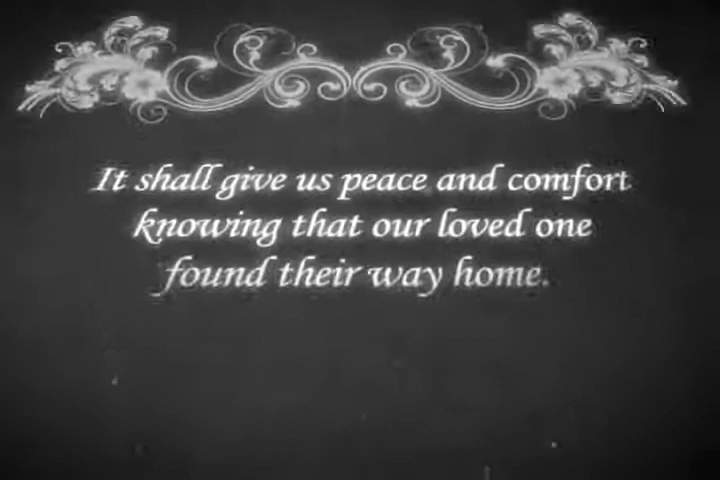 It shall give us peace and comfort
knowing that our loved one
found their way home.